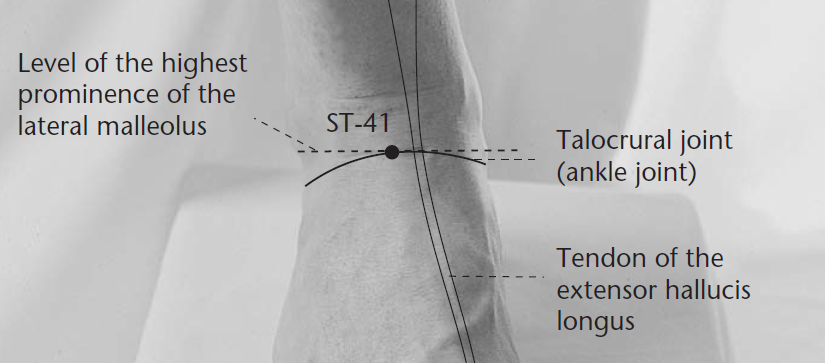 Level of the highest
prominence of the
lateral malleolus
ST-41
Talocrural joint
(ankle joint)
Tendon of the
extensor hallucis
longus